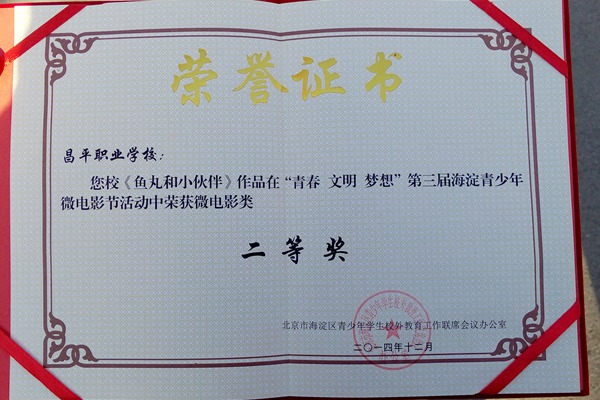 荣誉证书
昌平职业学校：
您校《鱼丸和小伙伴》作品在“青春 文明 梦想”第三届海淀青少年
微电影节活动中荣获微电影类
二等奖
北京市海淀区青少年学生校外教育工作联席会议办公室
二〇一四年十二月